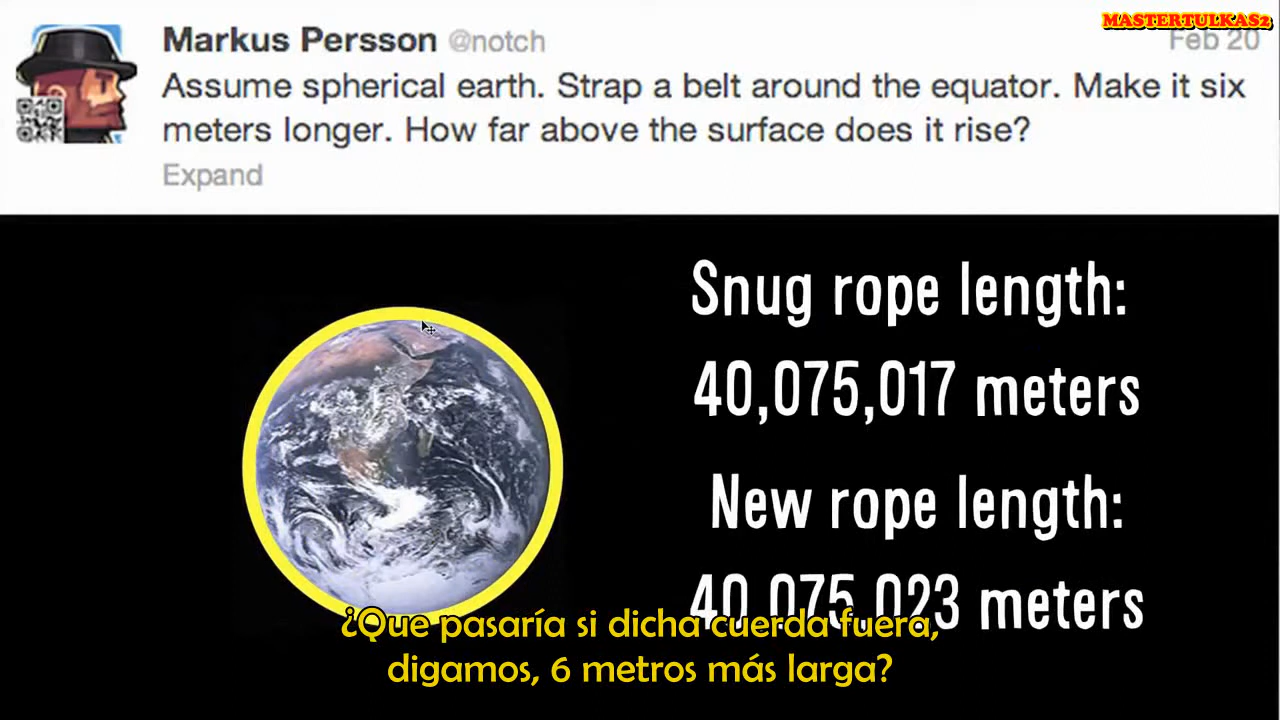 MASTERTULKAS2
Markus Persson @notch
Feb 20
Assume spherical earth. Strap a belt around the equator. Make it six
meters longer. How far above the surface does it rise?
Expand
Snug rope length:
40,075,017 meters
New rope length:
40,075,023 meters
¿Que pasaría si dicha cuerda fuera,
digamos, 6 metros más larga?